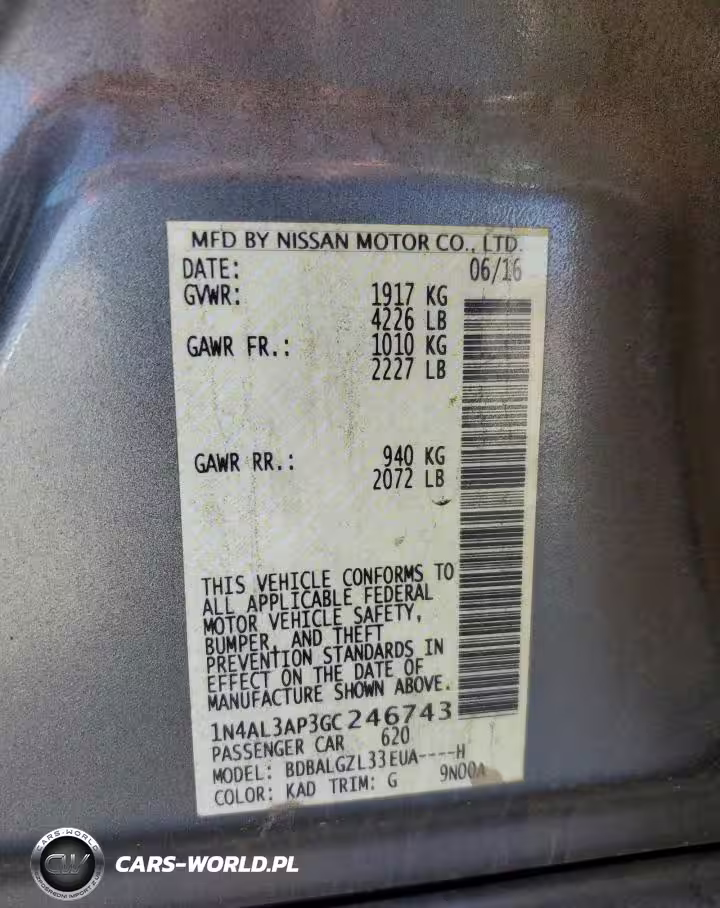 MFD BY NISSAN MOTOR CO., LTD.
DATE: 06/16
GVWR: 1917 KG
4226 LB
GAWR FR.: 1010 KG
2227 LB
GAWR RR.: 940 KG
2072 LB
THIS VEHICLE CONFORMS TO
ALL APPLICABLE FEDERAL
MOTOR VEHICLE SAFETY,
BUMPER, AND THEFT
PREVENTION STANDARDS IN
EFFECT ON THE DATE OF
MANUFACTURE SHOWN ABOVE.
1N4AL3AP3GC246743
PASSENGER CAR 620
MODEL: BDBALGZL33EUA----H
COLOR: KAD TRIM: G 9N00A
CARS-WORLD
CW
CARS-WORLD.PL